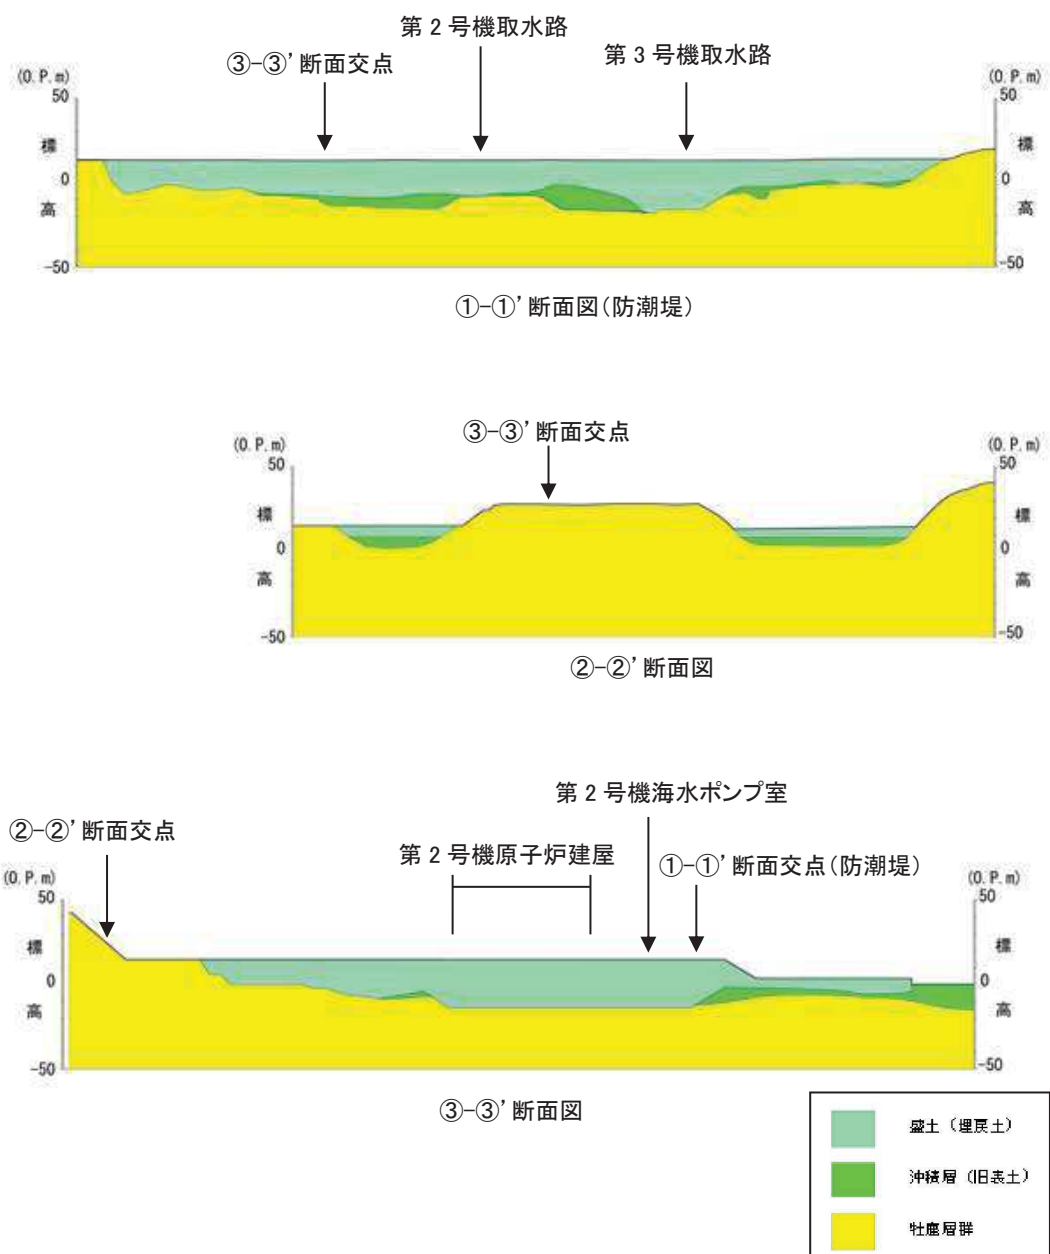 第２号機取水路
③-③’断面交点
第３号機取水路
(O.P.m)
(O.P.m)
50
50
標
標
0
0
高
高
-50
-50
①-①’断面図（防潮堤）
③-③’断面交点
(O.P.m)
(O.P.m)
50
50
標
標
0
0
高
高
-50
-50
②-②’断面図
第２号機海水ポンプ室
②-②’断面交点
第２号機原子炉建屋
①-①’断面交点（防潮堤）
(O.P.m)
(O.P.m)
50
50
標
標
0
0
高
高
-50
-50
③-③’断面図
盛土（埋戻土）
沖積層（旧表土）
牡鹿層群